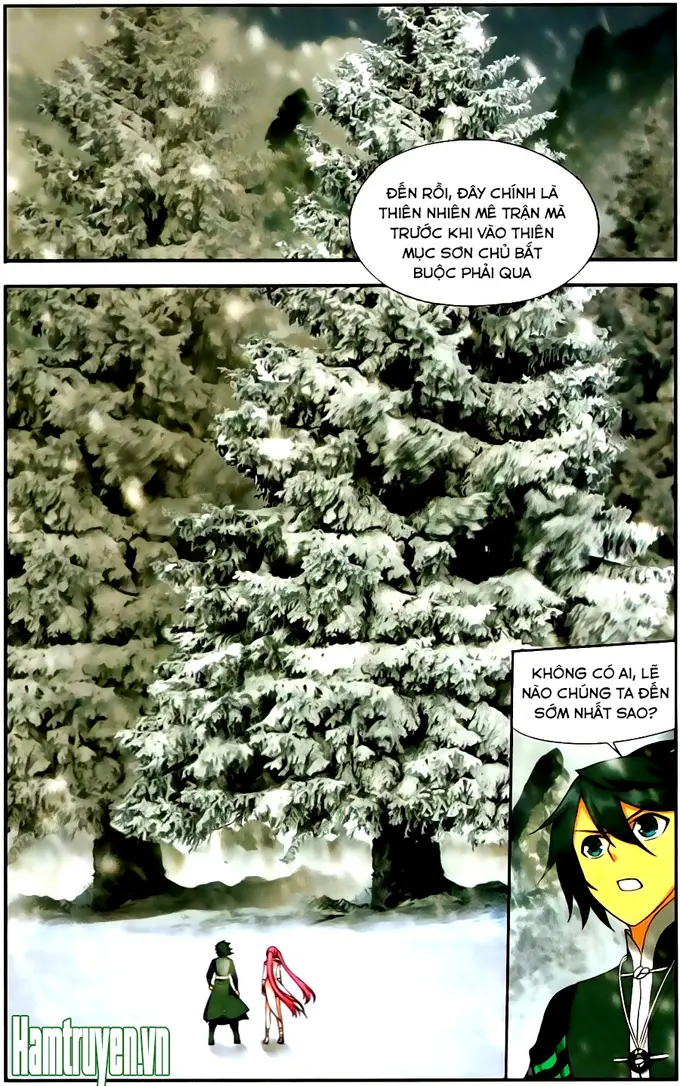 ĐẾN RỒI, ĐÂY CHÍNH LÀ
THIÊN NHIÊN MÊ TRẬN MÀ
TRƯỚC KHI VÀO THIÊN
MỤC SƠN CHỦ BẮT
BUỘC PHẢI QUA
KHÔNG CÓ AI, LẼ
NÀO CHÚNG TA ĐẾN
SỚM NHẤT SAO?
Hamtruyen.vn